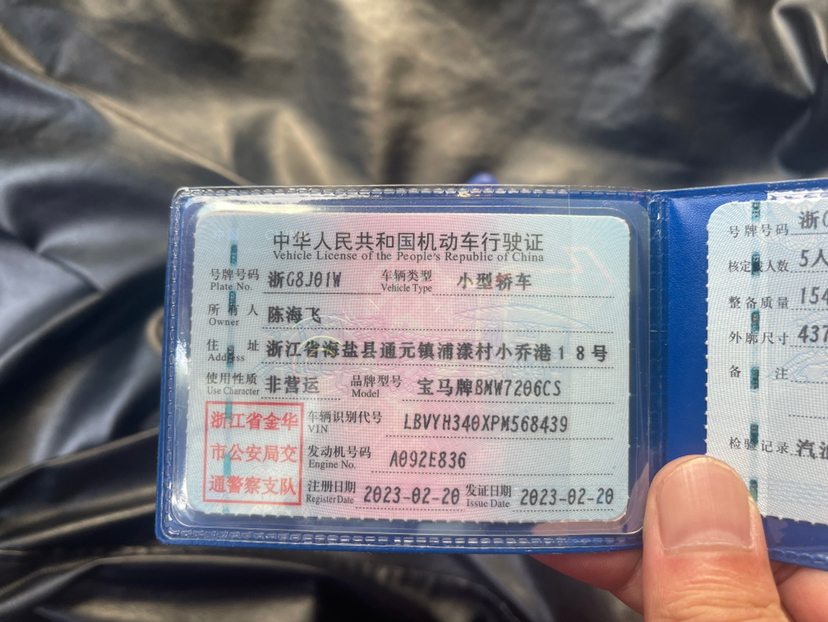 中华人民共和国机动车行驶证
Vehicle License of the People's Republic of China
号牌号码 浙G8J01W 车辆类型 小型轿车
Plate No. Vehicle Type
所有人 陈海飞
Owner
住址 浙江省海盐县通元镇浦漾村小乔港18号
Address
使用性质 非营运 品牌型号 宝马牌BMW7206CS
Use Character Model
浙江省金华
市公安局交
通警察支队
车辆识别代号 LBVYH340XPM568439
VIN
发动机号码 A092E836
Engine No.
注册日期 2023-02-20 发证日期 2023-02-20
Register Date Issue Date
号牌号码 浙G
核定载人数 5人
整备质量 154
外廓尺寸 437
备注
检验记录 汽油